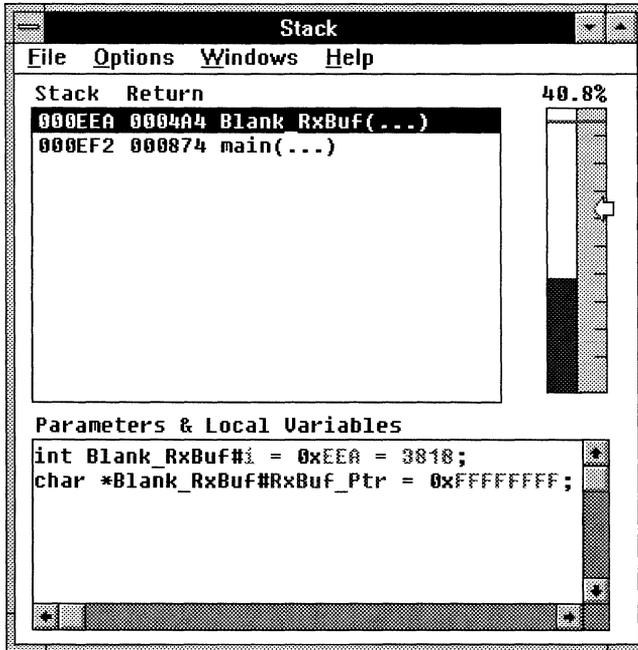 Stack
File Options Windows Help
Stack Return
40.8%
000EEA 0004A4 Blank_RxBuf(...)
000EF2 000874 main(...)
Parameters & Local Variables
int Blank_RxBuf#i = 0xEEA = 3818;
char *Blank_RxBuf#RxBuf_Ptr = 0xFFFFFFFF;